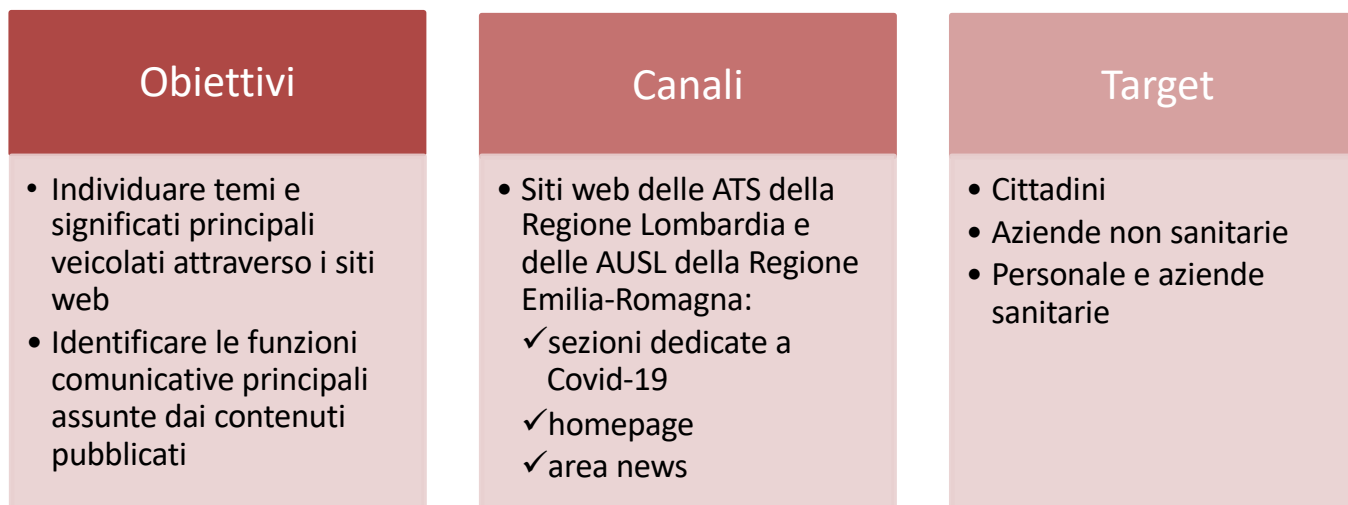 Obiettivi
• Individuare temi e
significati principali
veicolati attraverso i siti
web
• Identificare le funzioni
comunicative principali
assunte dai contenuti
pubblicati
Canali
• Siti web delle ATS della
Regione Lombardia e
delle AUSL della Regione
Emilia-Romagna:
✓sezioni dedicate a
Covid-19
✓homepage
✓area news
Target
• Cittadini
• Aziende non sanitarie
• Personale e aziende
sanitarie